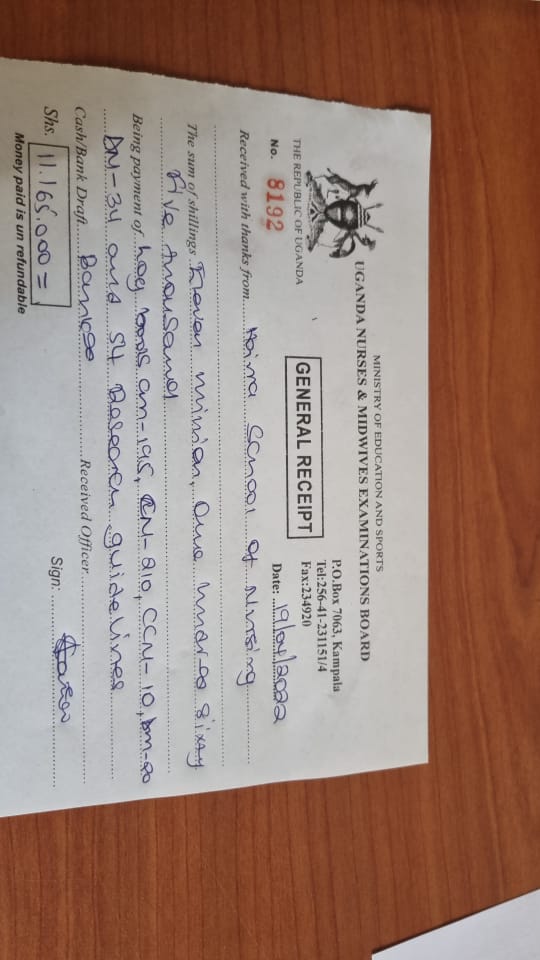 MINISTRY OF EDUCATION AND SPORTS
UGANDA NURSES & MIDWIVES EXAMINATIONS BOARD
THE REPUBLIC OF UGANDA
P.O.Box 7063, Kampala
Tel:256-41-231151/4
Fax:234920
GENERAL RECEIPT
No. 8192
Date: 19/04/2022
Received with thanks from Hoima School of Nursing
The sum of shillings Eleven million, One hundred Sixty
Five thousand
Being payment of Log books CM-195, CN-210, CCN-10, DM-20
DN-34 and 54 Research guidelines
Cash/Bank Draft Banked Received Officer
Shs. 11.165.000=
Sign:
Money paid is un refundable